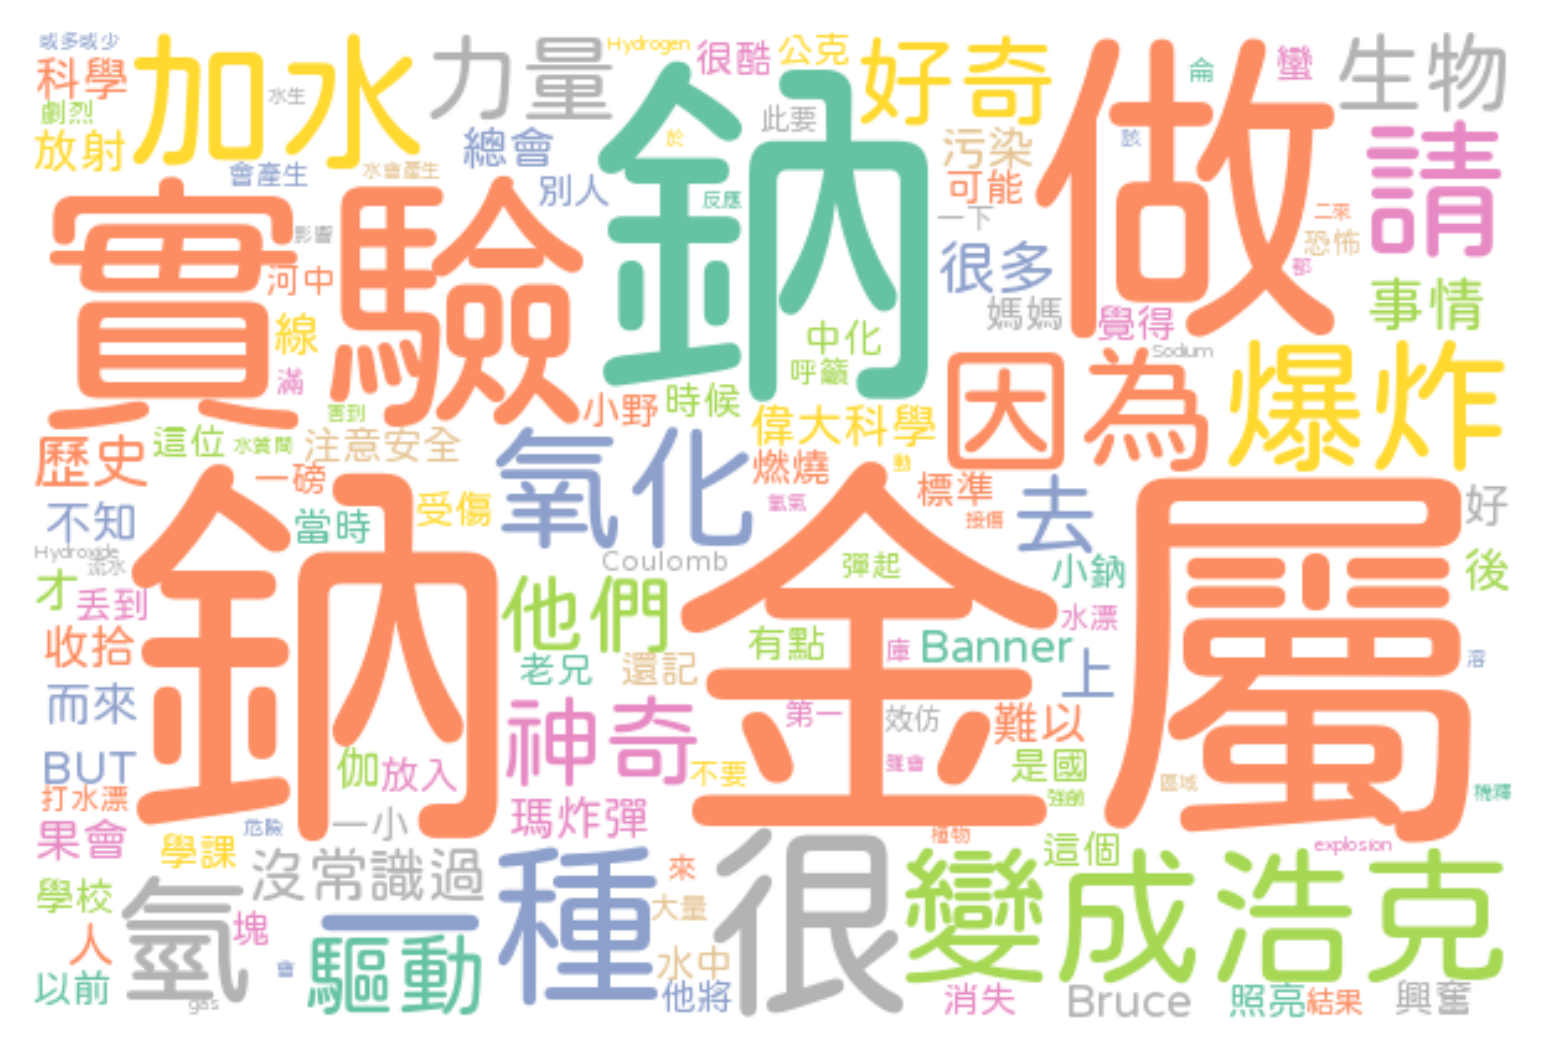 或多或少
科學
加水
力量
Hydrogen
很酷
公克
好奇
做
侖
蠻
生物
水生
劇烈
放射
會產生
水會產生
總會
別人
於
鈉
反應
此要
污染
可能
一下
該
請
二來
恐怖
都
實驗
影響
河中
線
滿
害到
很多
媽媽
覺得
事情
中化
呼籲
Sodium
小野
時候
偉大科學
因為
爆炸
歷史
這位
水質間
注意安全
一磅
氧化
燃燒
動
標準
接傷
氫氣
去
好
不知
當時
受傷
Hydroxide
流水
才
丟到
Coulomb
彈起
小鈉
後
鈉金屬
收拾
他們
有點
庫
Banner
水漂
上
溶
老兄
還記
而來
神奇
第一
效仿
難以
BUT
伽
放入
不要
雖會
是國
強鹼
區域
機釋
打水漂
果會
危險
一小
瑪炸彈
植物
這個
explosion
學課
沒常識過
氫
一種
很
變成浩克
學校
塊
來
大量
人
會
驅動
水中
以前
gas
他將
消失
Bruce
照亮
結果
興奮